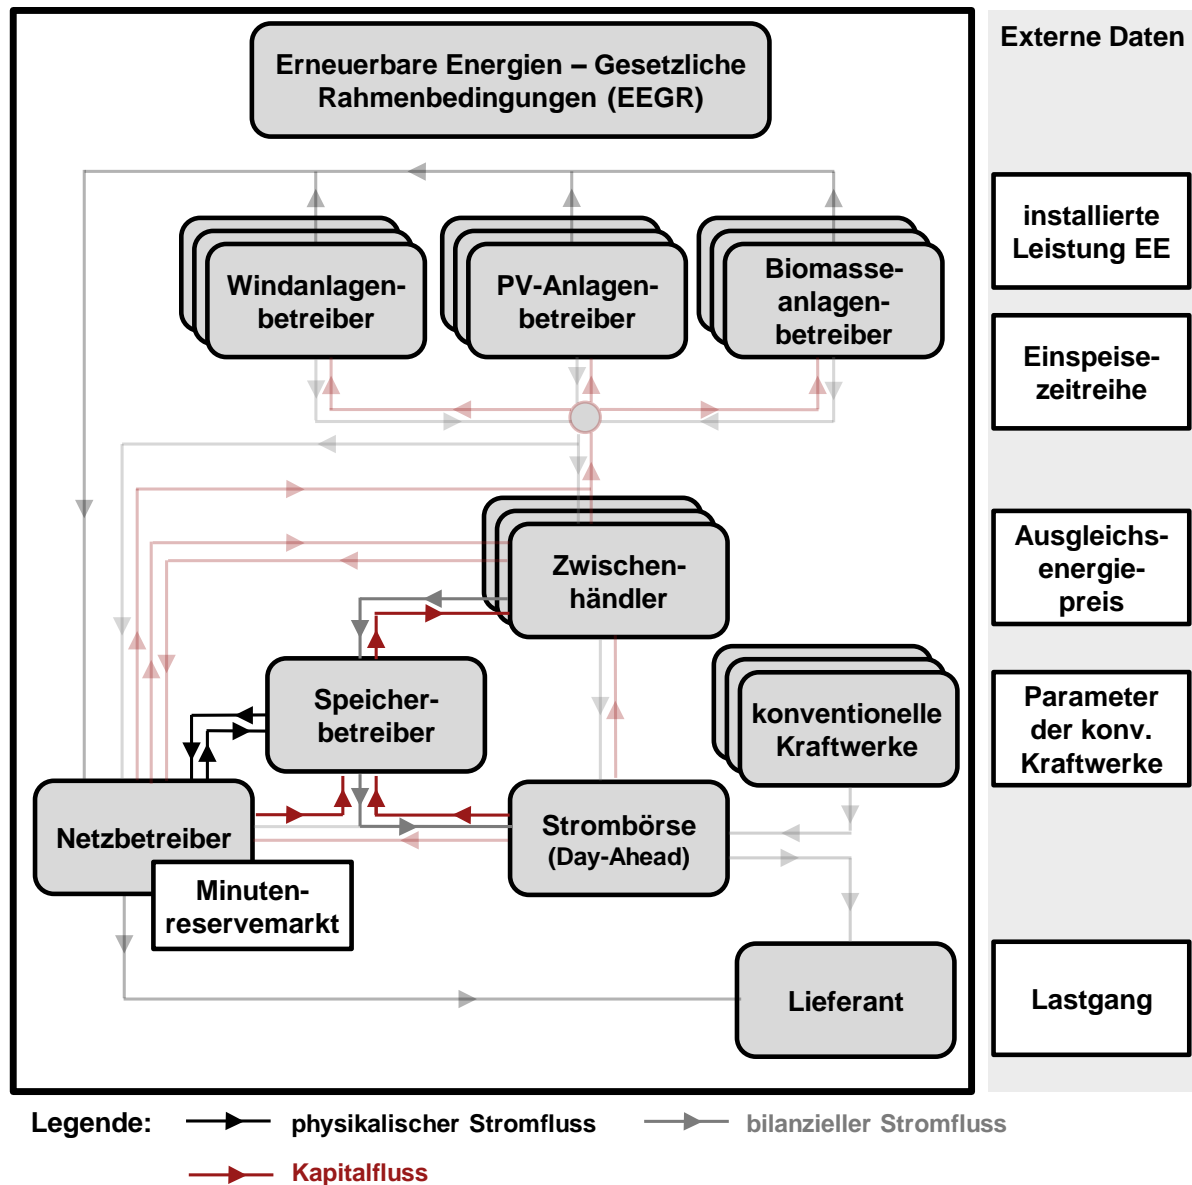 Externe Daten
Erneuerbare Energien – Gesetzliche
Rahmenbedingungen (EEGR)
installierte
Leistung EE
Windanlagen-
betreiber
PV-Anlagen-
betreiber
Biomasse-
anlagen-
betreiber
Einspeise-
zeitreihe
Zwischen-
händler
Ausgleichs-
energie-
preis
Speicher-
betreiber
konventionelle
Kraftwerke
Parameter
der konv.
Kraftwerke
Netzbetreiber
Minuten-
reservemarkt
Strombörse
(Day-Ahead)
Lieferant
Lastgang
Legende:
physikalischer Stromfluss
bilanzieller Stromfluss
Kapitalfluss